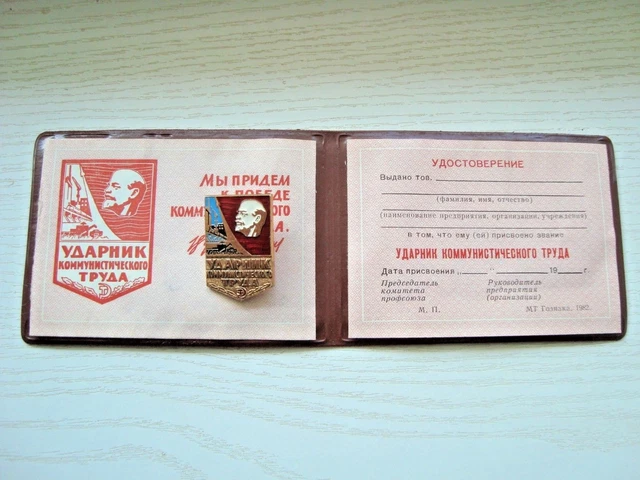 УДАРНИК
КОММУНИСТИЧЕСКОГО
ТРУДА
МЫ ПРИДЕМ
К ПОБЕДЕ
УДАРНИК
КОММУНИСТИЧЕСКОГО
ТРУДА
УДОСТОВЕРЕНИЕ
Выдано тов.
(фамилия, имя, отчество)
(наименование предприятия, организации, учреждения)
в том, что ему (ей) присвоено звание
УДАРНИК КОММУНИСТИЧЕСКОГО ТРУДА
Дата присвоения „ “ 19 г.
Председатель комитета профсоюза
Руководитель предприятия (организации)
М. П.
МТ Гознака. 1982.